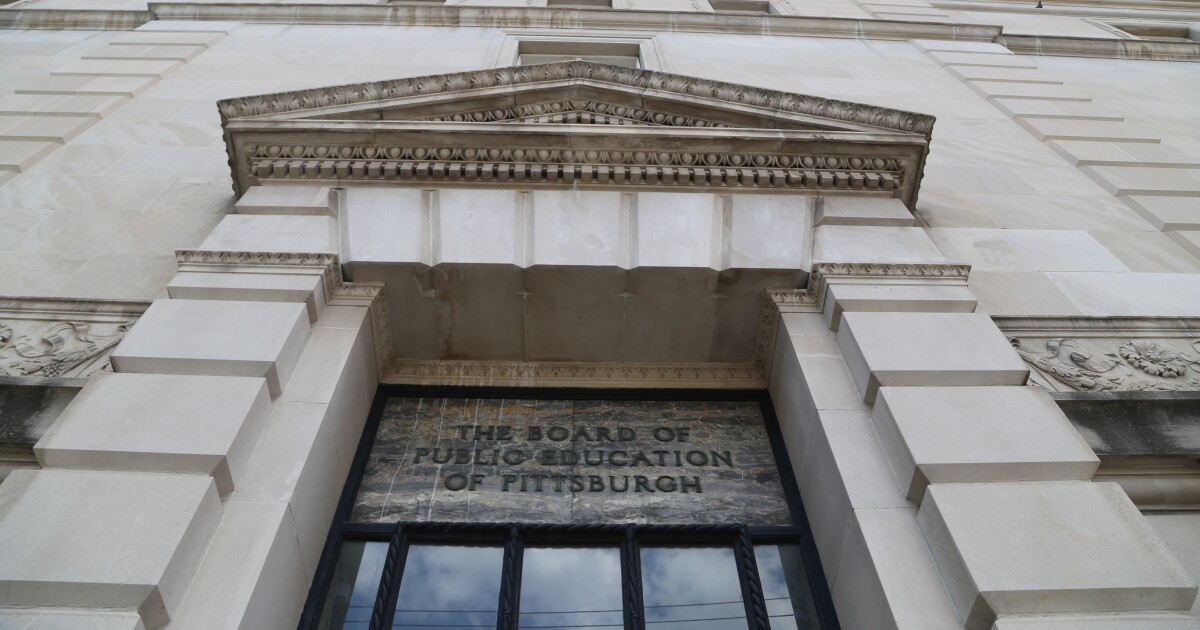 THE BOARD OF
PUBLIC EDUCATION
OF PITTSBURGH